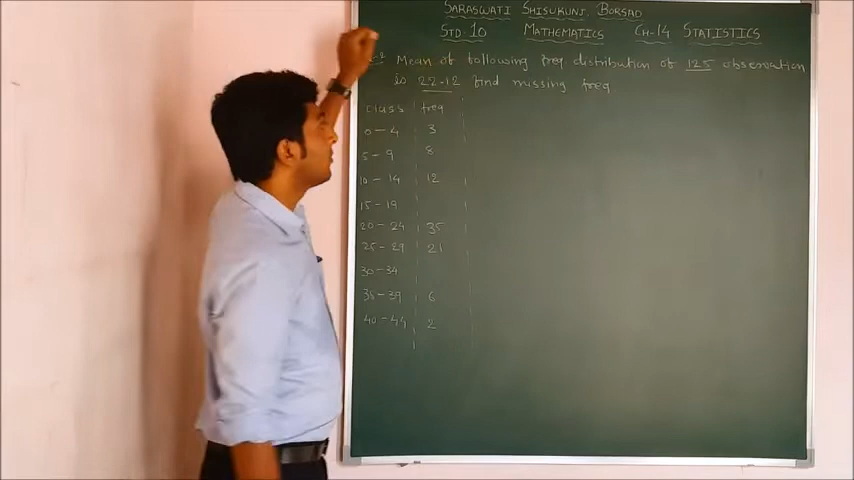 SARASWATI SHISUKUNJ BORSAD
STD-10 MATHEMATICS CH-14 STATISTICS
Mean of following freq distribution of 125 observation
is 22.12 find missing freq
class freq
0-4 3
5-9 8
10-14 12
15-19
20-24 35
25-29 21
30-34
35-39 6
40-44 2